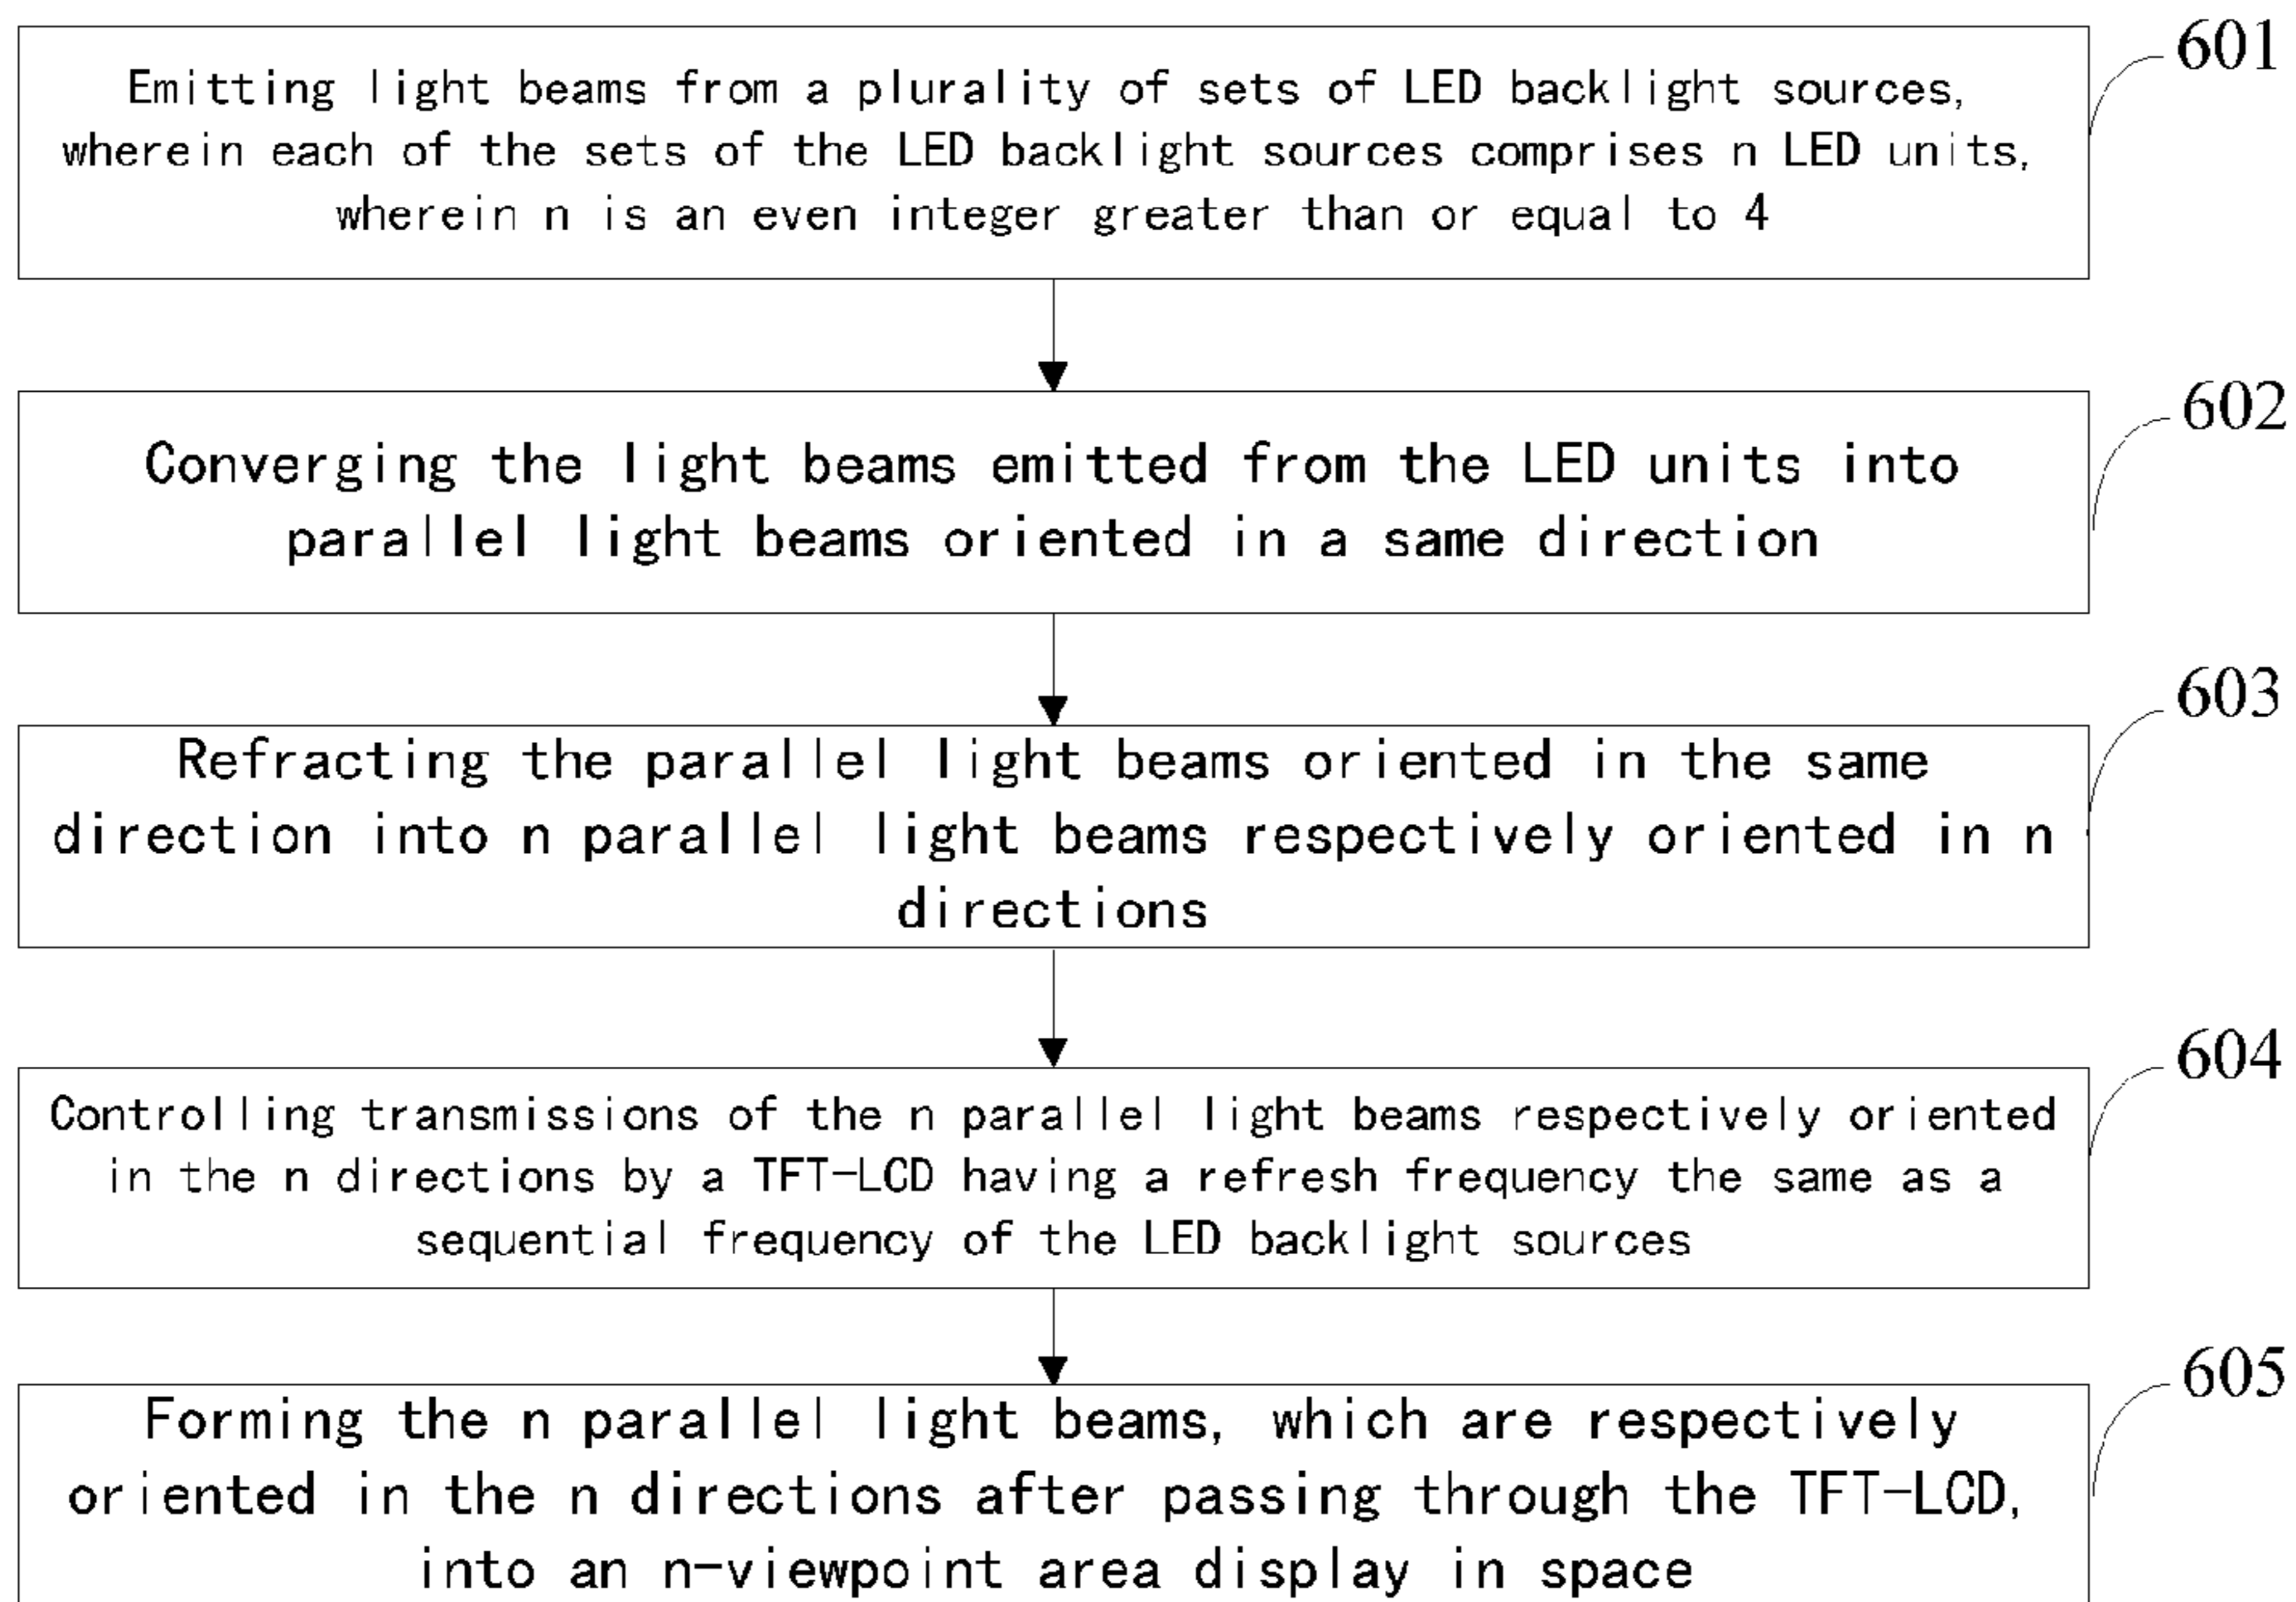 Emitting light beams from a plurality of sets of LED backlight sources,
wherein each of the sets of the LED backlight sources comprises n LED units,
wherein n is an even integer greater than or equal to 4
601
Converging the light beams emitted from the LED units into
parallel light beams oriented in a same direction
602
Refracting the parallel light beams oriented in the same
direction into n parallel light beams respectively oriented in n
directions
603
Controlling transmissions of the n parallel light beams respectively oriented
in the n directions by a TFT-LCD having a refresh frequency the same as a
sequential frequency of the LED backlight sources
604
Forming the n parallel light beams, which are respectively
oriented in the n directions after passing through the TFT-LCD,
into an n-viewpoint area display in space
605